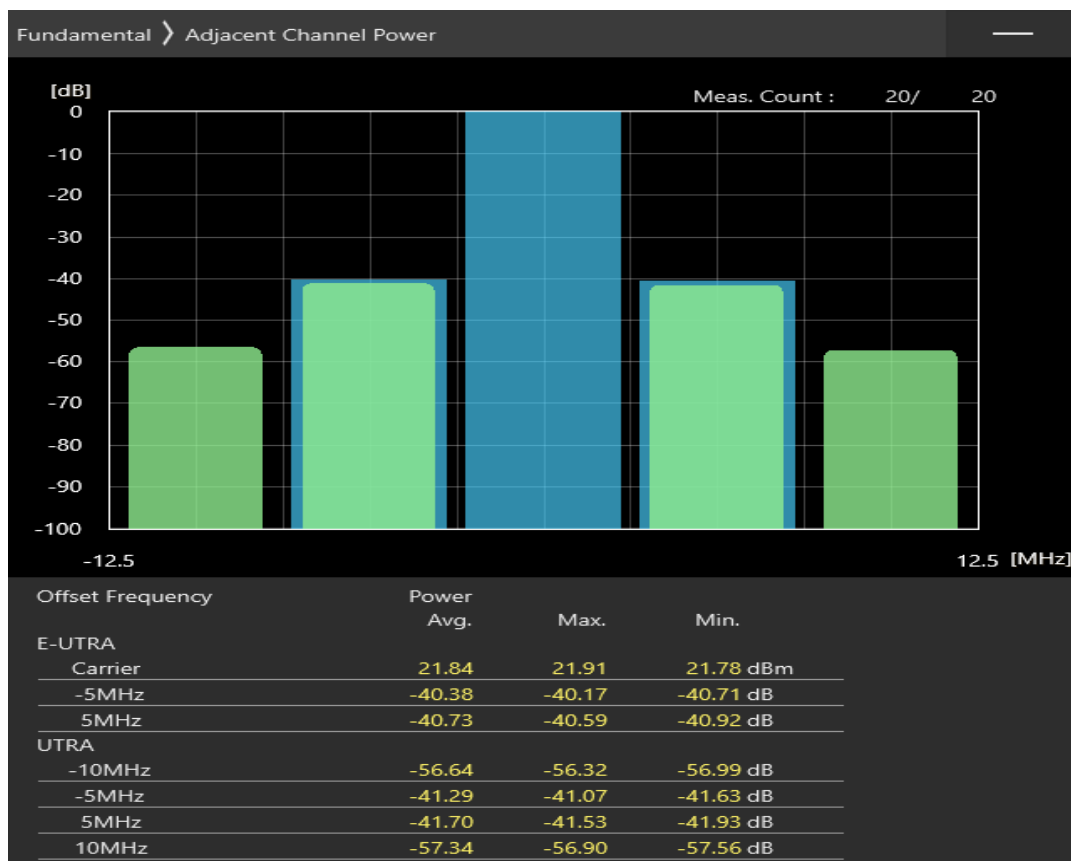 Fundamental ❯ Adjacent Channel Power
[dB]
Meas. Count : 20/ 20
0
-10
-20
-30
-40
-50
-60
-70
-80
-90
-100
-12.5 12.5 [MHz]
Offset Frequency Power
Avg. Max. Min.
E-UTRA
Carrier 21.84 21.91 21.78 dBm
-5MHz -40.38 -40.17 -40.71 dB
5MHz -40.73 -40.59 -40.92 dB
UTRA
-10MHz -56.64 -56.32 -56.99 dB
-5MHz -41.29 -41.07 -41.63 dB
5MHz -41.70 -41.53 -41.93 dB
10MHz -57.34 -56.90 -57.56 dB